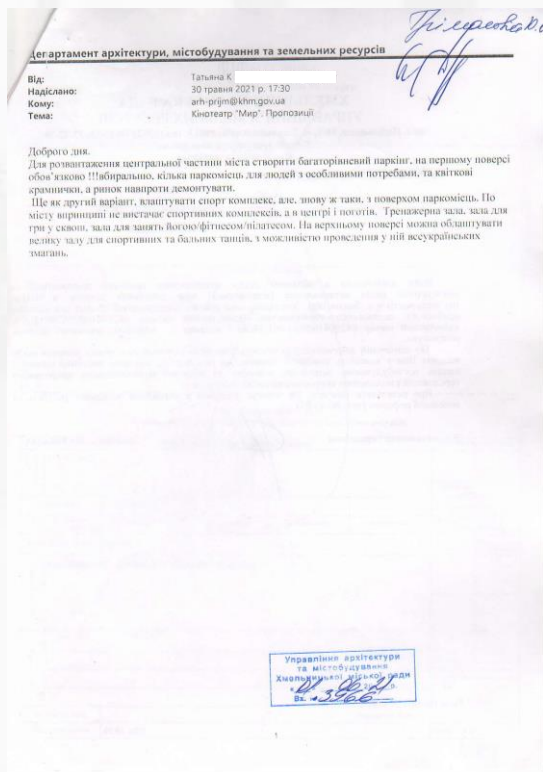 Департамент архітектури, містобудування та земельних ресурсів
Від: Татьяна К
Надіслано: 30 травня 2021 р. 17:30
Кому: arh-prijm@khm.gov.ua
Тема: Кінотеатр "Мир". Пропозиції
Доброго дня.
Для розвантаження центральної частини міста створити багаторівневий паркінг, на першому поверсі
обов'язково !!!вбиральню, кілька паркомісць для людей з особливими потребами, та квіткові
крамнички, а ринок навпроти демонтувати.
Ще як другий варіант, влаштувати спорт комплекс, але, знову ж таки, з поверхом паркомісць. По
місту впринципі не вистачає спортивних комплексів, а в центрі і поготів. Тренажерна зала, зала для
гри у сквош, зала для занять йогою/фітнесом/пілатесом. На верхньому поверсі можна облаштувати
велику залу для спортивних та бальних танців, з можливістю проведення у ній всеукраїнських
змагань.
Управління архітектури
та містобудування
Хмельницької міської ради
Вх. 3966
1